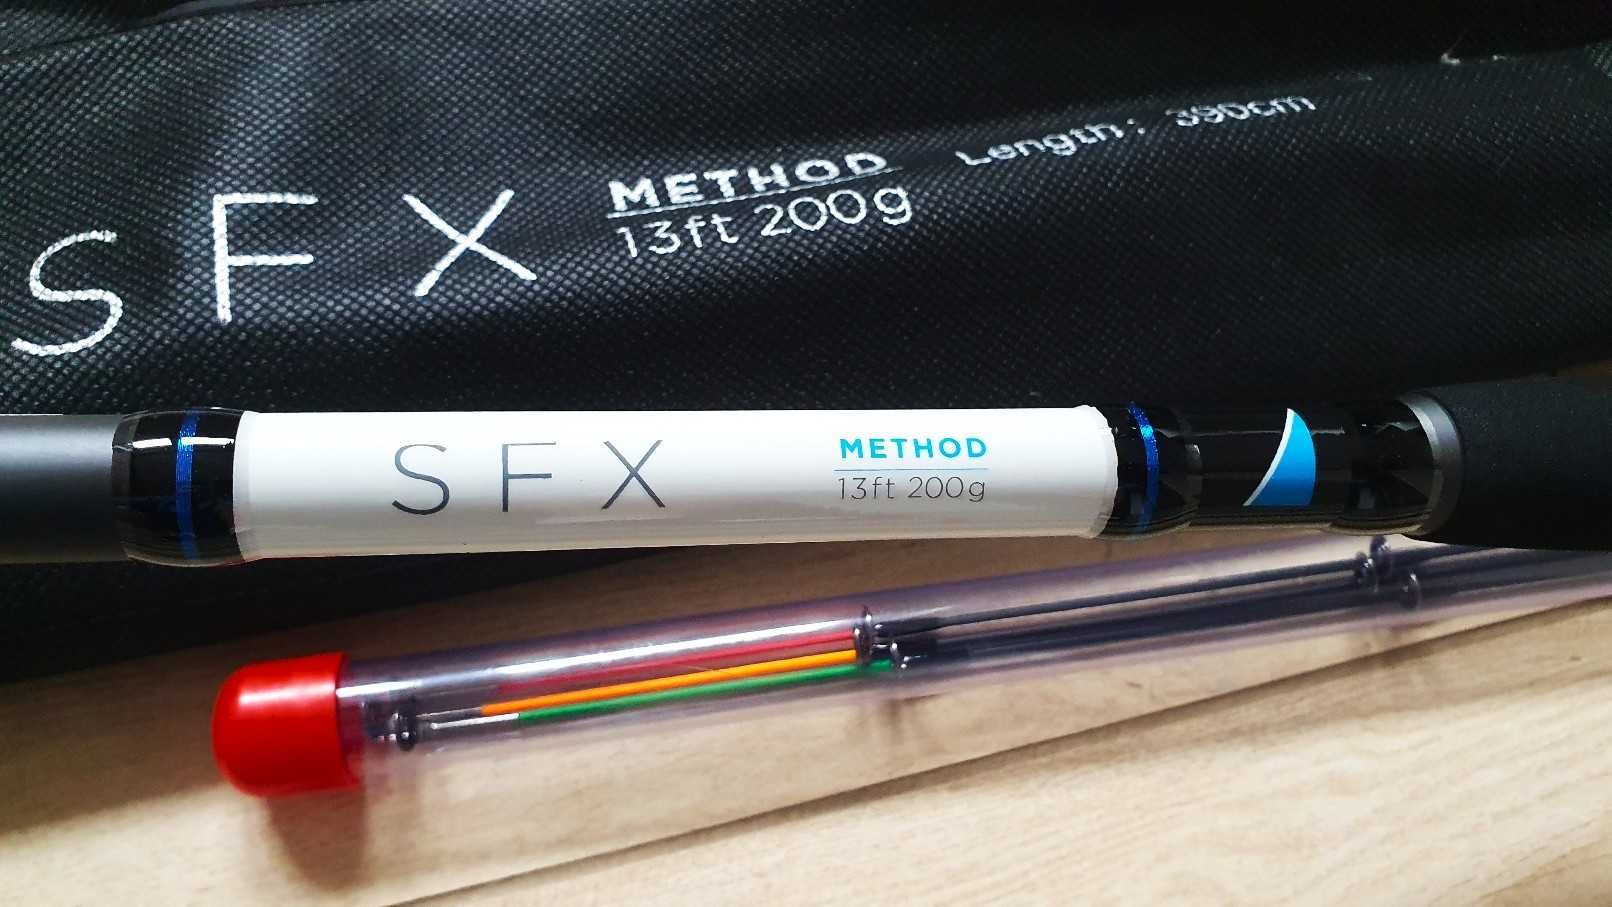 SFX
METHOD
13ft 200g
Length: 390cm
SFX
METHOD
13ft 200g